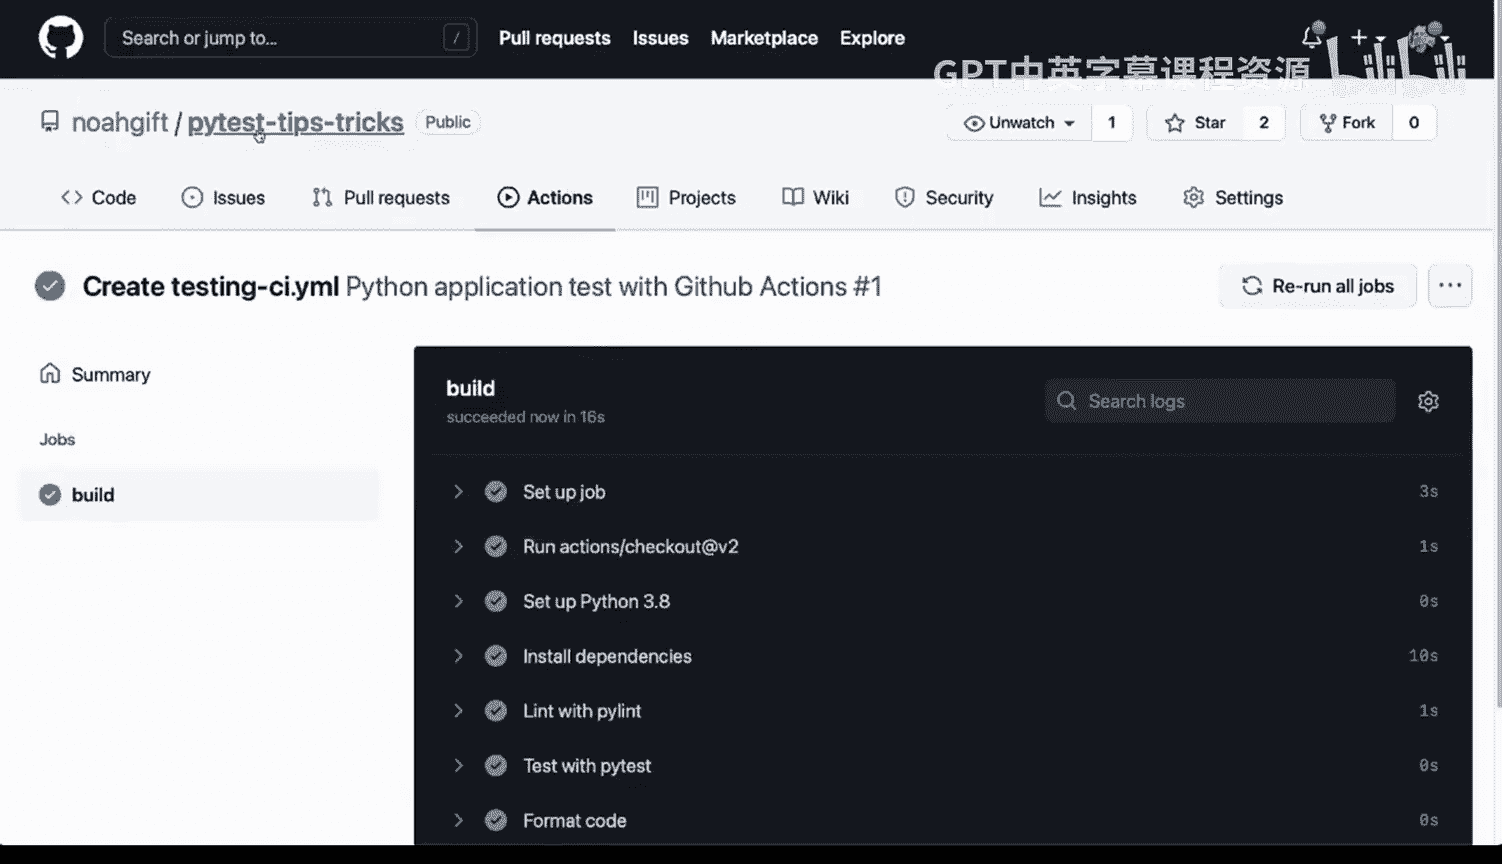 Search or jump to... / Pull requests Issues Marketplace Explore
GPT中英字幕课程资源 bilibili
noahgift / pytest-tips-tricks Public Unwatch 1 Star 2 Fork 0
Code Issues Pull requests Actions Projects Wiki Security Insights Settings
Create testing-ci.yml Python application test with Github Actions #1 Re-run all jobs
Summary
Jobs
build
build
succeeded now in 16s
Search logs
Set up job 3s
Run actions/checkout@v2 1s
Set up Python 3.8 0s
Install dependencies 10s
Lint with pylint 1s
Test with pytest 0s
Format code 0s